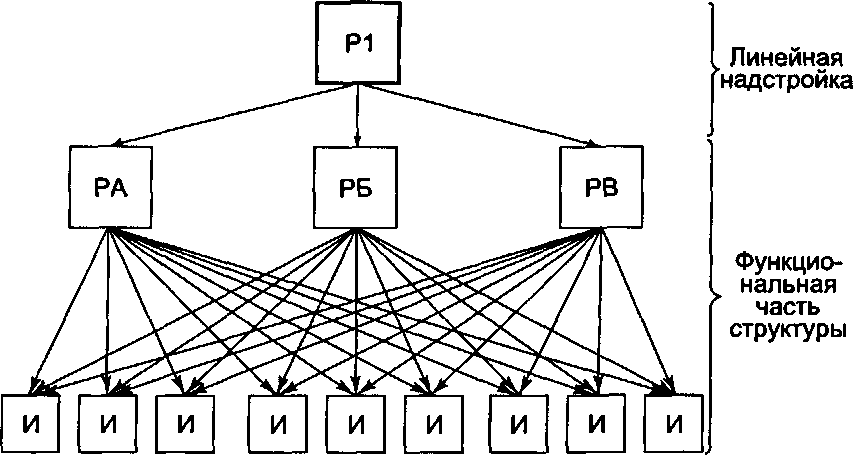 Р1
Линейная
надстройка
РА
РБ
РВ
Функцио-
нальная
часть
структуры
И
И
И
И
И
И
И
И
И